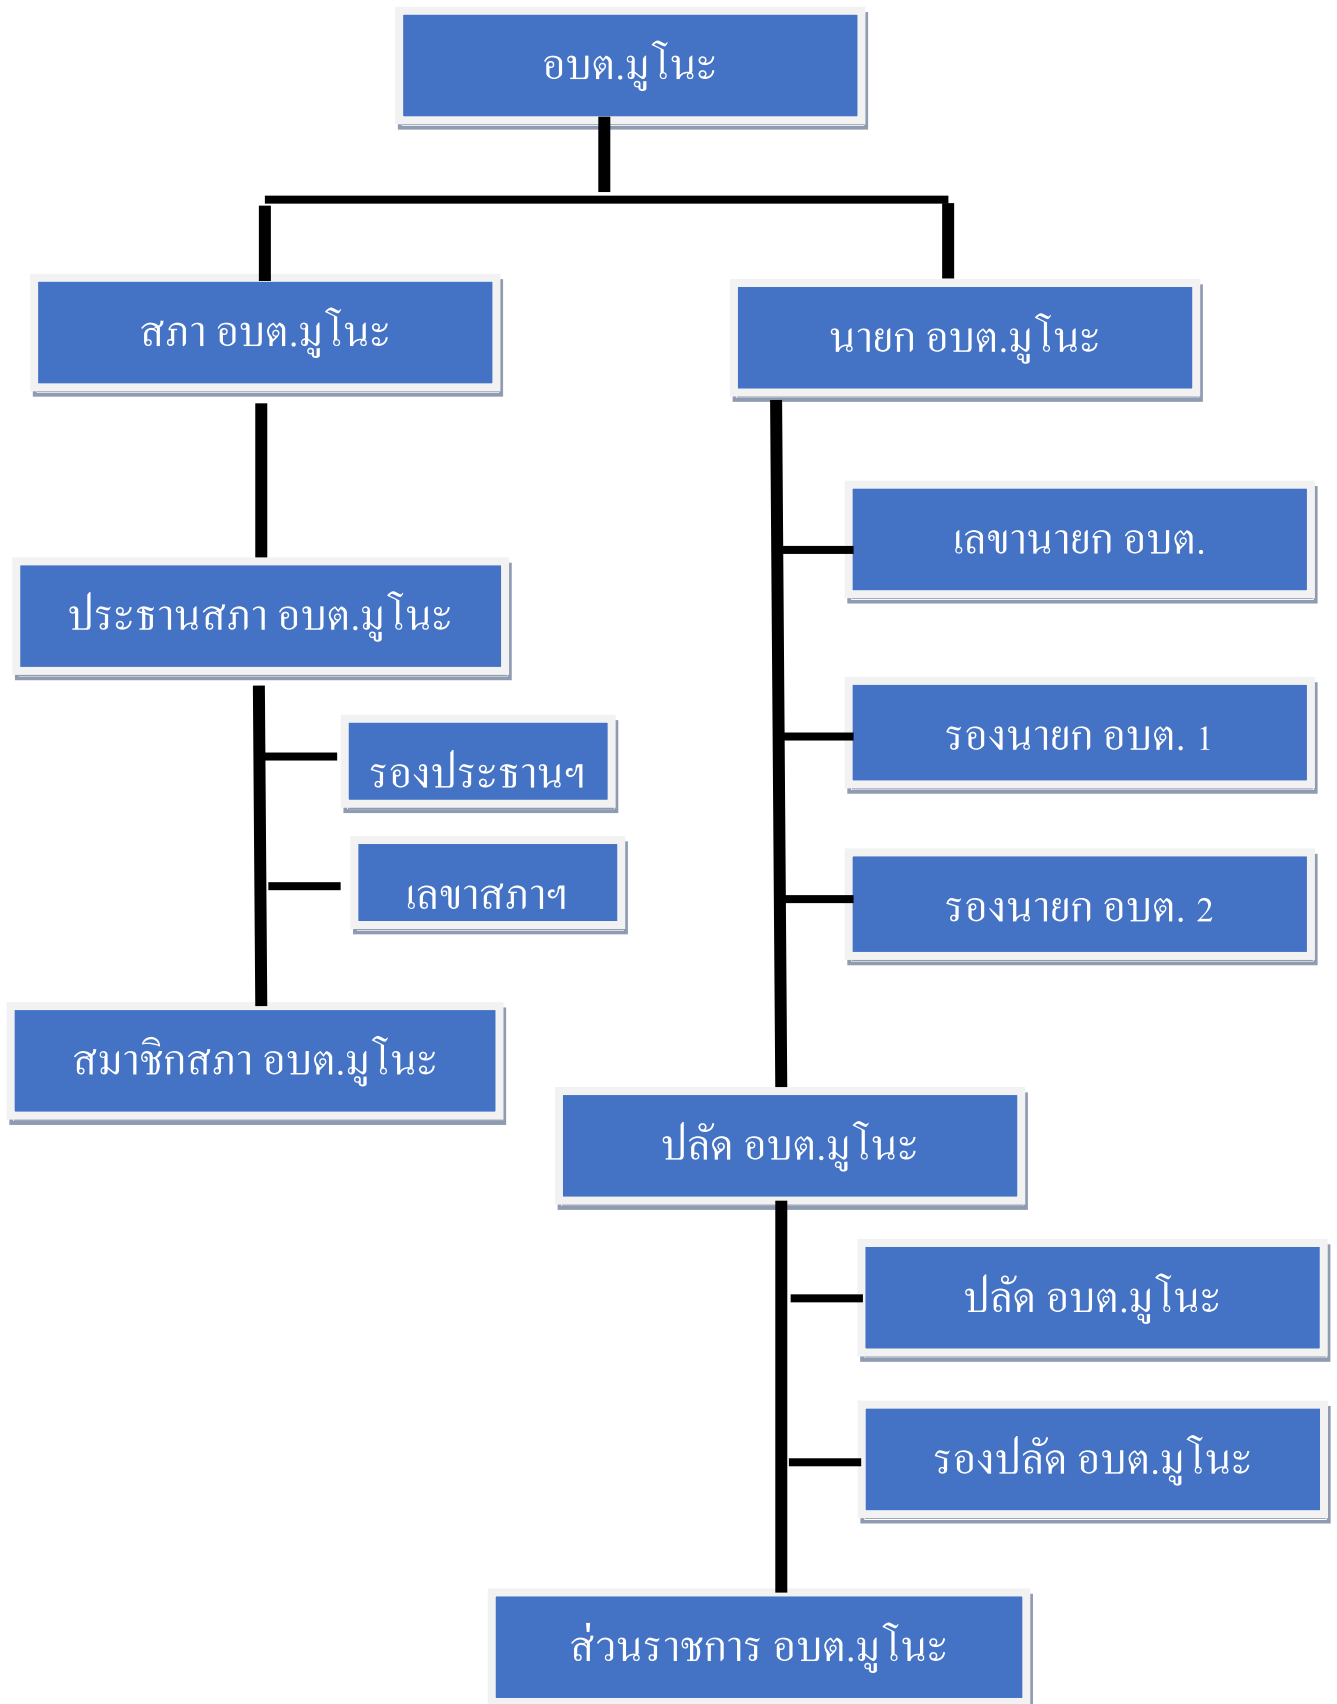 อบต.มูโนะ
สภา อบต.มูโนะ
นายก อบต.มูโนะ
เลขานายก อบต.
ประธานสภา อบต.มูโนะ
รองนายก อบต. 1
รองประธานฯ
เลขาสภาฯ
รองนายก อบต. 2
สมาชิกสภา อบต.มูโนะ
ปลัด อบต.มูโนะ
ปลัด อบต.มูโนะ
รองปลัด อบต.มูโนะ
ส่วนราชการ อบต.มูโนะ